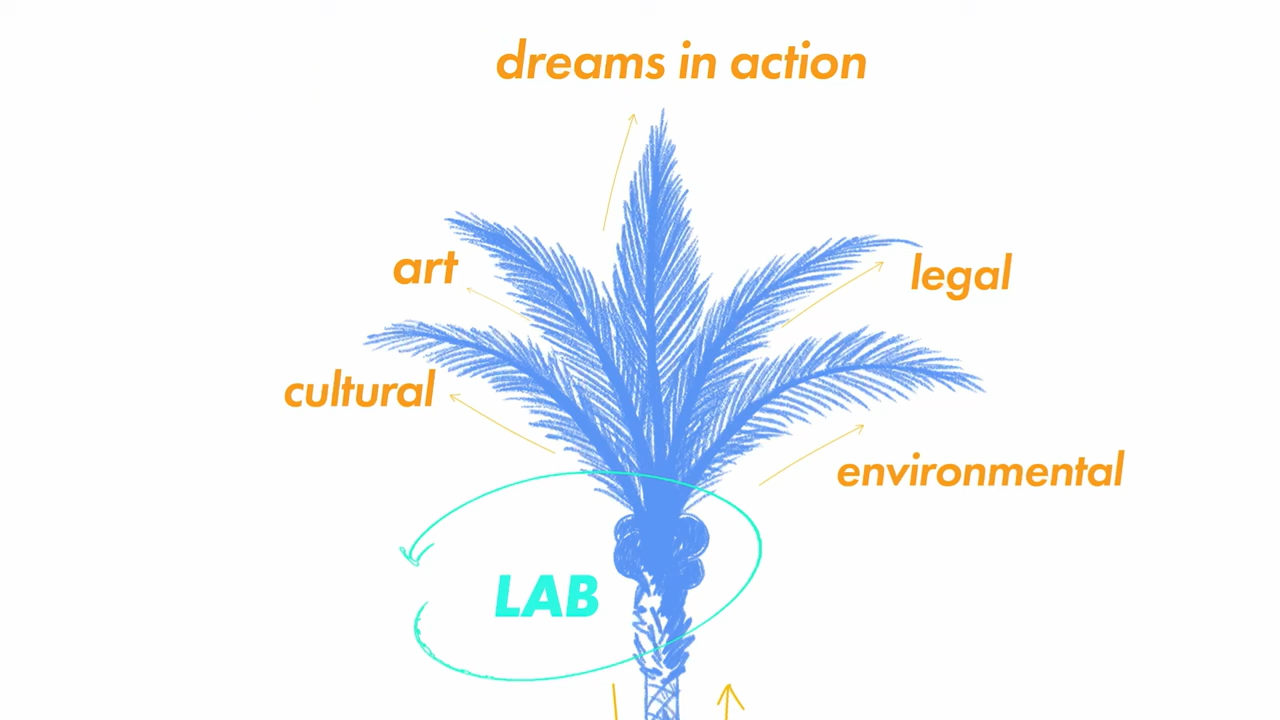 dreams in action
art
legal
cultural
environmental
LAB